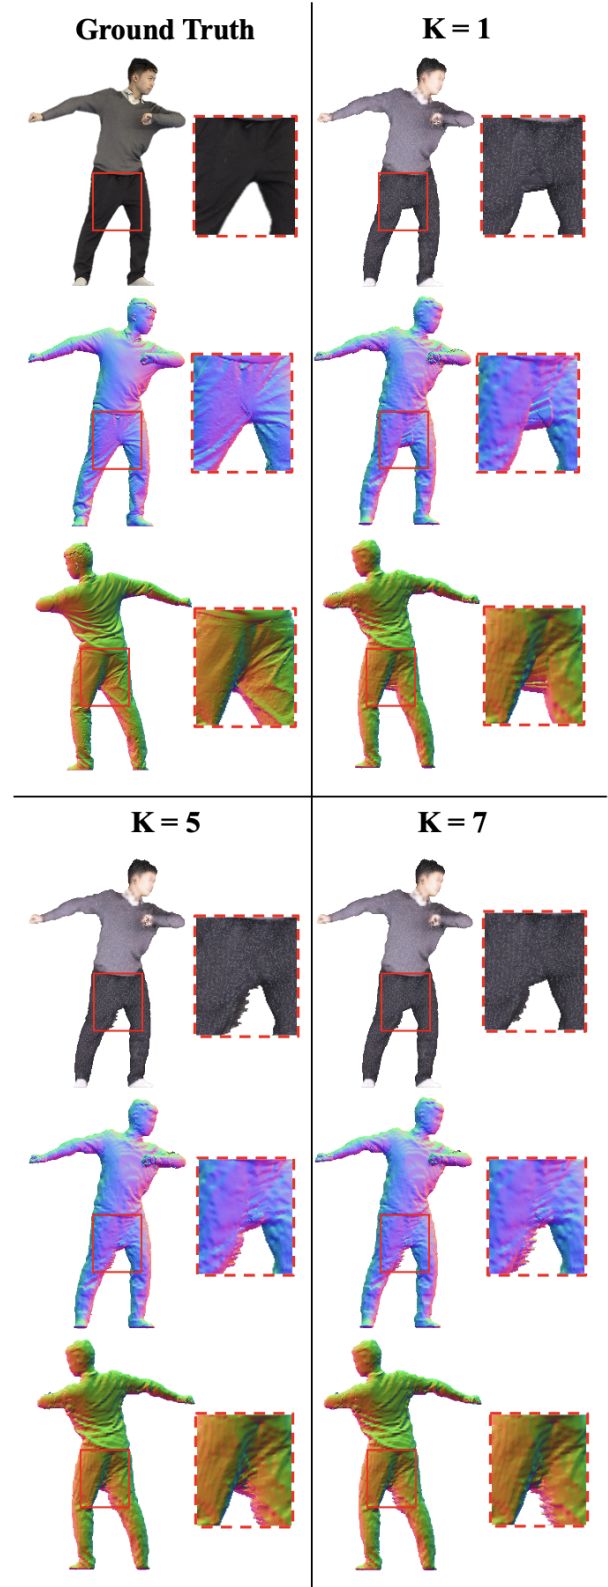 Ground Truth
K = 1
K = 5
K = 7